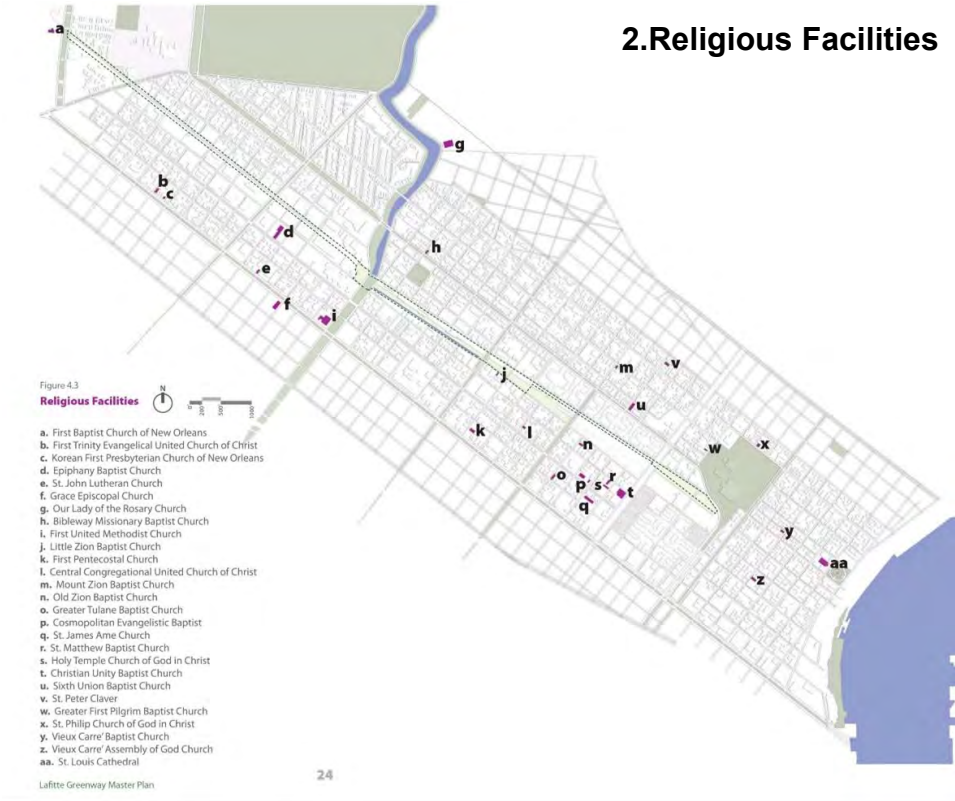 2.Religious Facilities
a
g
b
c
d
h
e
f
i
j
m
v
u
k
l
n
w
x
o
p
s
r
t
q
y
aa
z
Figure 4.3
Religious Facilities
N
0
200'
500'
1000'
a. First Baptist Church of New Orleans
b. First Trinity Evangelical United Church of Christ
c. Korean First Presbyterian Church of New Orleans
d. Epiphany Baptist Church
e. St. John Lutheran Church
f. Grace Episcopal Church
g. Our Lady of the Rosary Church
h. Bibleway Missionary Baptist Church
i. First United Methodist Church
j. Little Zion Baptist Church
k. First Pentecostal Church
l. Central Congregational United Church of Christ
m. Mount Zion Baptist Church
n. Old Zion Baptist Church
o. Greater Tulane Baptist Church
p. Cosmopolitan Evangelistic Baptist
q. St. James Ame Church
r. St. Matthew Baptist Church
s. Holy Temple Church of God in Christ
t. Christian Unity Baptist Church
u. Sixth Union Baptist Church
v. St. Peter Claver
w. Greater First Pilgrim Baptist Church
x. St. Philip Church of God in Christ
y. Vieux Carre' Baptist Church
z. Vieux Carre' Assembly of God Church
aa. St. Louis Cathedral
24
Lafitte Greenway Master Plan